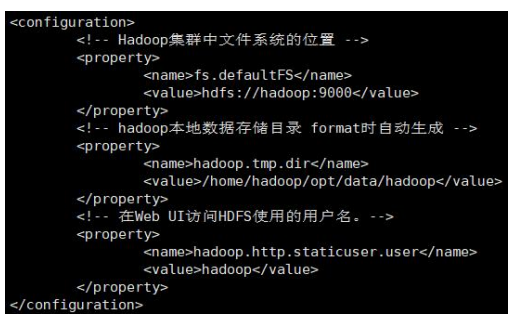 <configuration>
<!-- Hadoop集群中文件系统的位置 -->
<property>
<name>fs.defaultFS</name>
<value>hdfs://hadoop:9000</value>
</property>
<!-- hadoop本地数据存储目录 format时自动生成 -->
<property>
<name>hadoop.tmp.dir</name>
<value>/home/hadoop/opt/data/hadoop</value>
</property>
<!-- 在Web UI访问HDFS使用的用户名。-->
<property>
<name>hadoop.http.staticuser.user</name>
<value>hadoop</value>
</property>
</configuration>